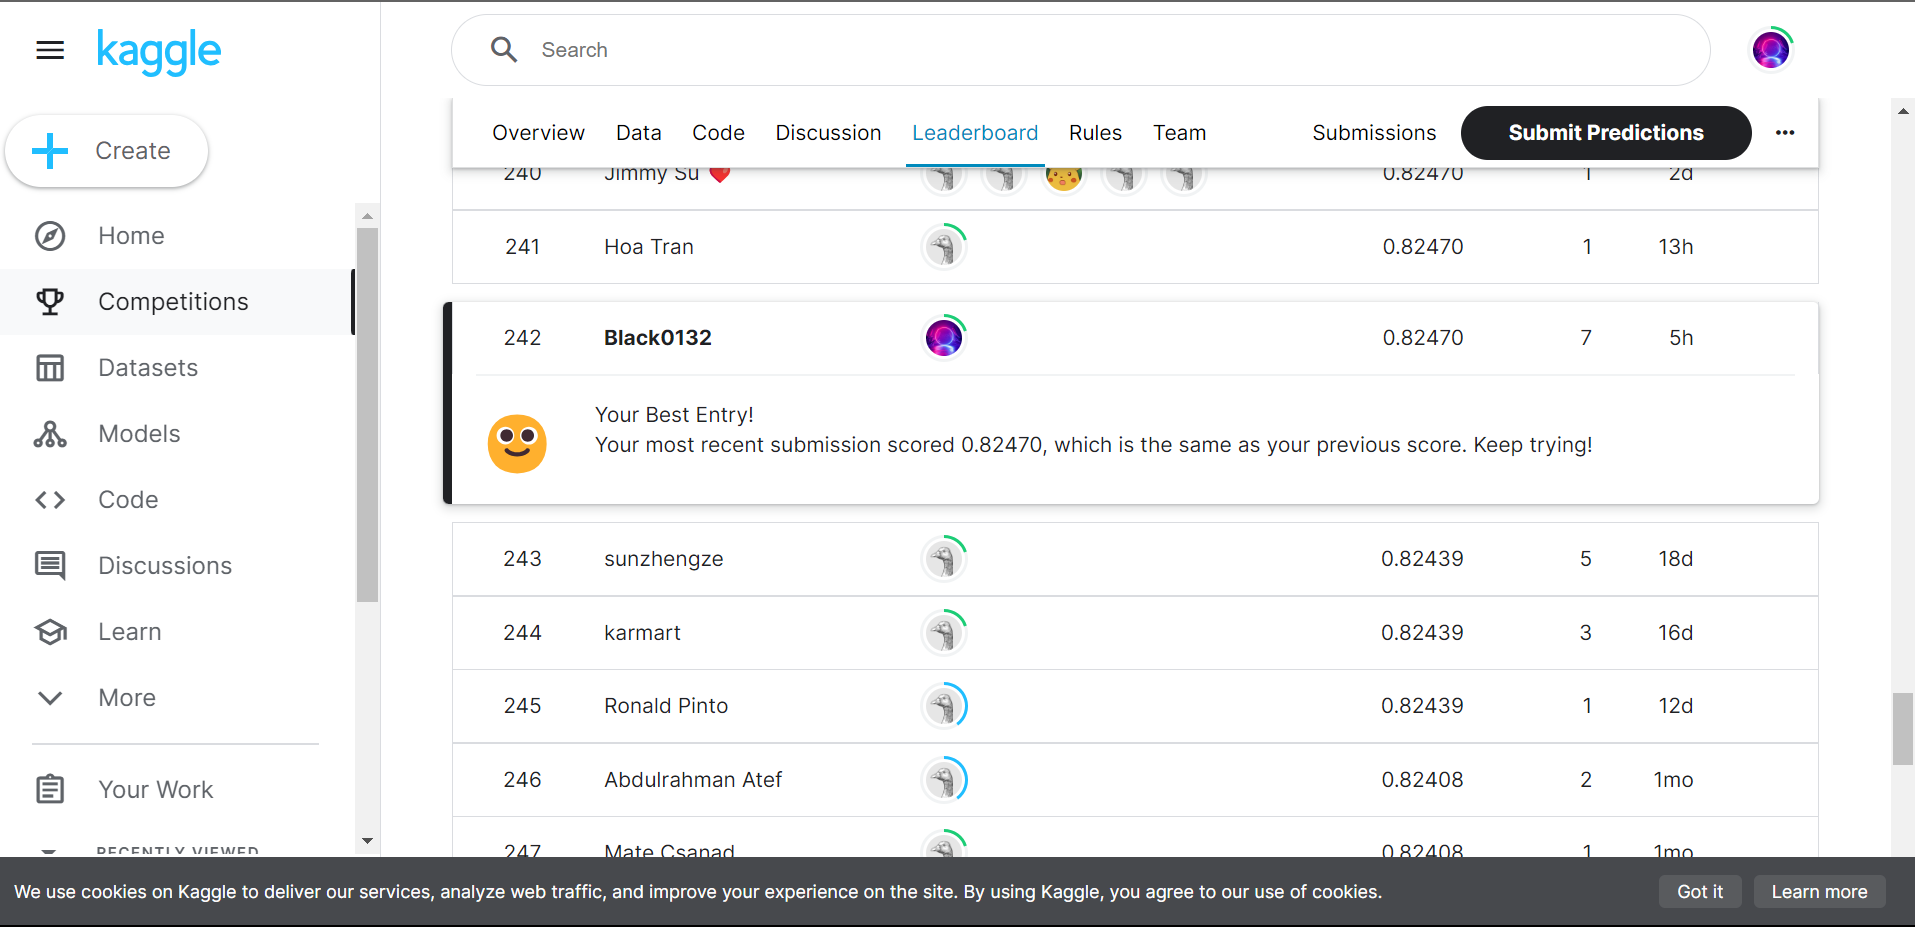 kaggle
Search
Create
Home
Competitions
Datasets
Models
Code
Discussions
Learn
More
Your Work
RECENTLY VIEWED
Overview Data Code Discussion Leaderboard Rules Team Submissions Submit Predictions
240 Jimmy Su ❤️ 0.82470 1 2d
241 Hoa Tran 0.82470 1 13h
242 Black0132 0.82470 7 5h
Your Best Entry!
Your most recent submission scored 0.82470, which is the same as your previous score. Keep trying!
243 sunzhengze 0.82439 5 18d
244 karmart 0.82439 3 16d
245 Ronald Pinto 0.82439 1 12d
246 Abdulrahman Atef 0.82408 2 1mo
247 Mate Csanad 0.82408 1 1mo
We use cookies on Kaggle to deliver our services, analyze web traffic, and improve your experience on the site. By using Kaggle, you agree to our use of cookies. Got it Learn more